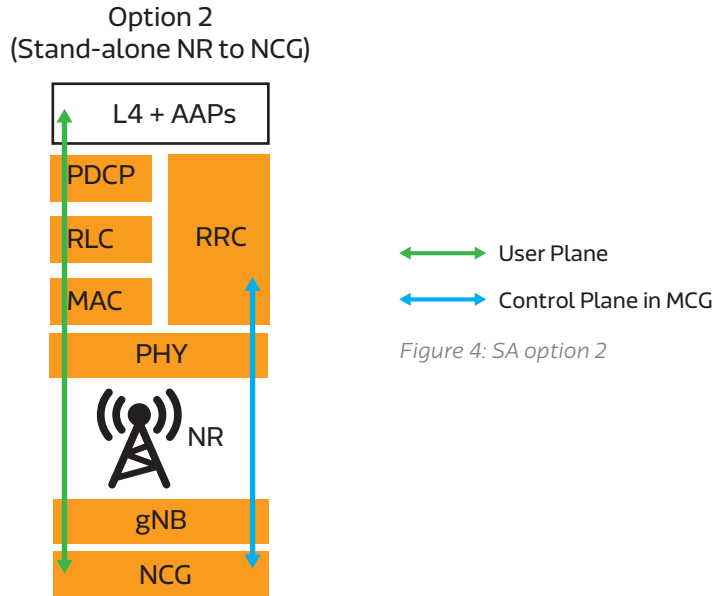 Option 2
(Stand-alone NR to NCG)
L4 + AAPs
PDCP
RLC
RRC
MAC
PHY
NR
gNB
NCG
User Plane
Control Plane in MCG
Figure 4: SA option 2